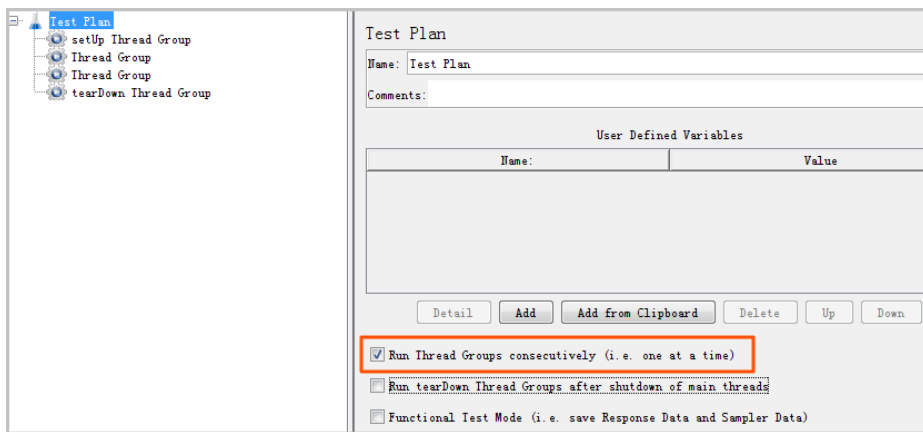 Test Plan
setUp Thread Group
Thread Group
Thread Group
tearDown Thread Group
Test Plan
Name: Test Plan
Comments:
User Defined Variables
Name: Value
Detail Add Add from Clipboard Delete Up Down
Run Thread Groups consecutively (i.e. one at a time)
Run tearDown Thread Groups after shutdown of main threads
Functional Test Mode (i.e. save Response Data and Sampler Data)